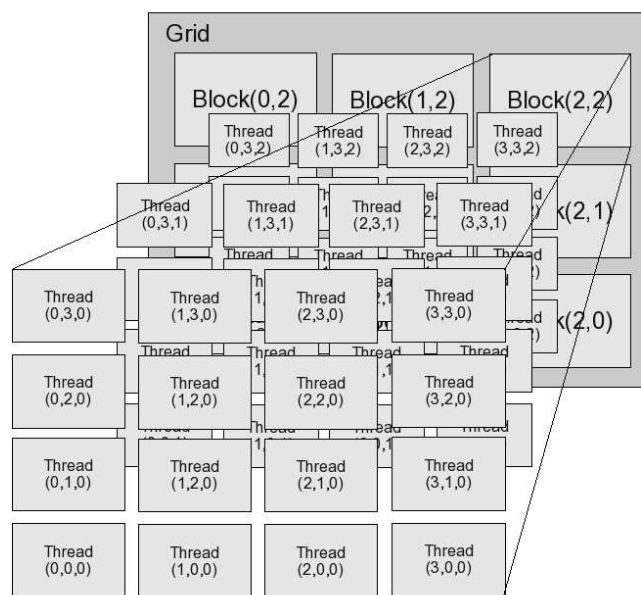 Grid
Block(0,2) Block(1,2) Block(2,2)
Thread Thread Thread Thread
(0,3,2) (1,3,2) (2,3,2) (3,3,2)
Thread Thread Thread Thread
(0,3,1) (1,3,1) (2,3,1) (3,3,1)
k(2,1)
Thread Thread Thread Thread
(0,3,0) (1,3,0) (2,3,0) (3,3,0)
k(2,0)
Thread Thread Thread Thread
(0,2,0) (1,2,0) (2,2,0) (3,2,0)
Thread Thread Thread Thread
(0,1,0) (1,1,0) (2,1,0) (3,1,0)
Thread Thread Thread Thread
(0,0,0) (1,0,0) (2,0,0) (3,0,0)